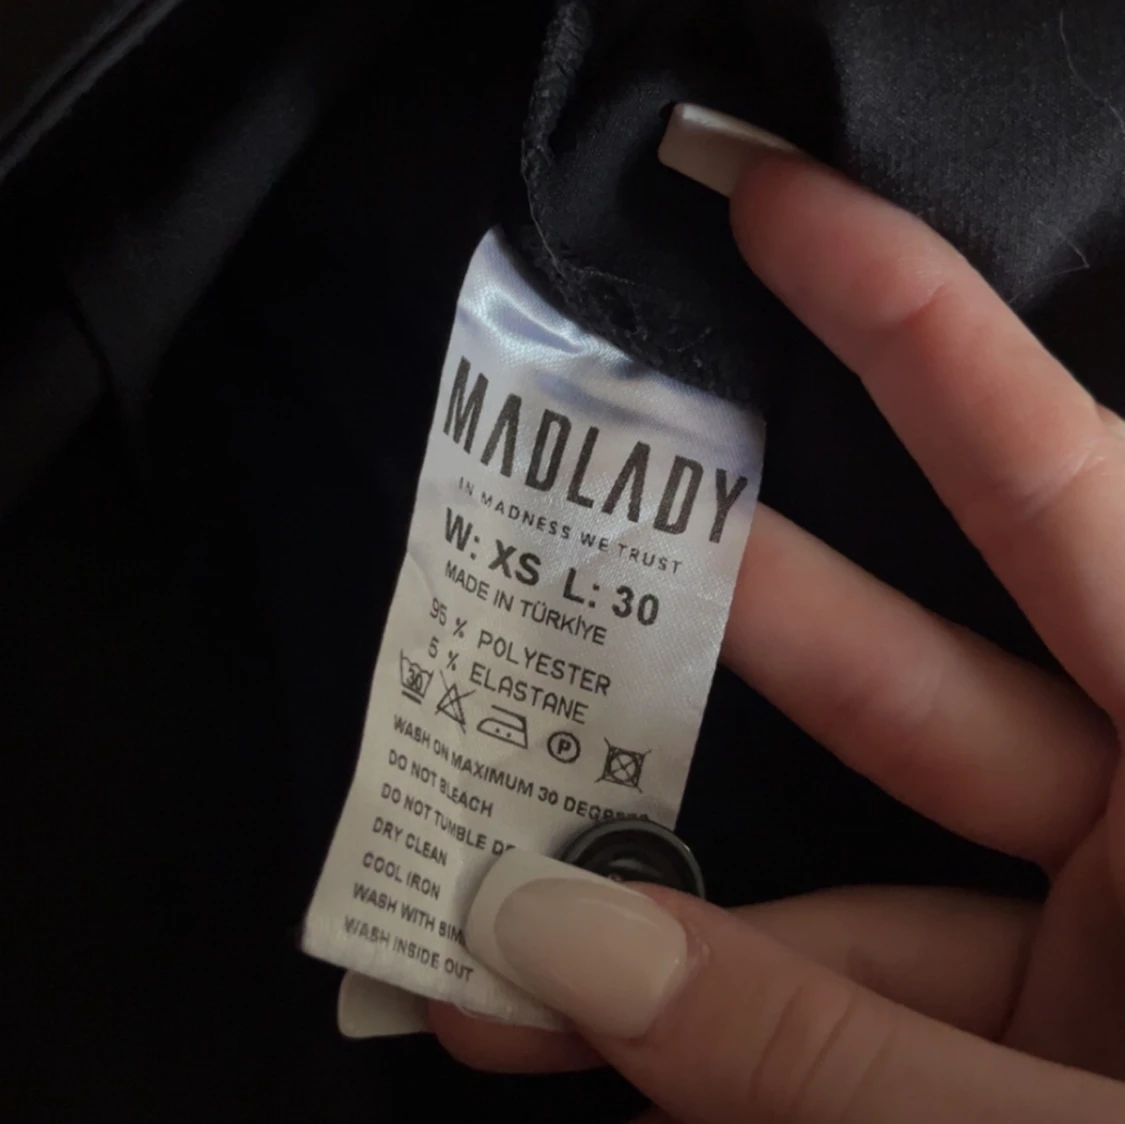 MADLADY
IN MADNESS WE TRUST
W: XS L: 30
MADE IN TÜRKİYE
95 % POLYESTER
5 % ELASTANE
30
P
WASH ON MAXIMUM 30 DEGREES
DO NOT BLEACH
DO NOT TUMBLE
DRY CLEAN
COOL IRON
WASH WITH
WASH INSIDE OUT